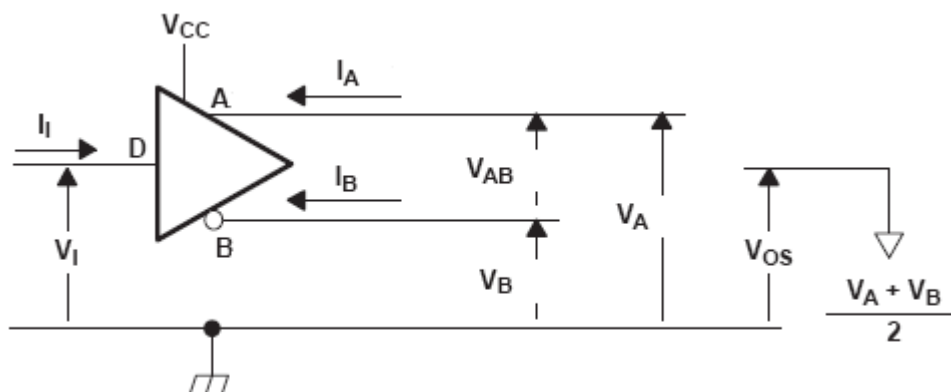 V_CC
I_A
A
I_I
D
I_B
V_AB
V_A
V_I
B
V_B
V_OS
V_A + V_B
2